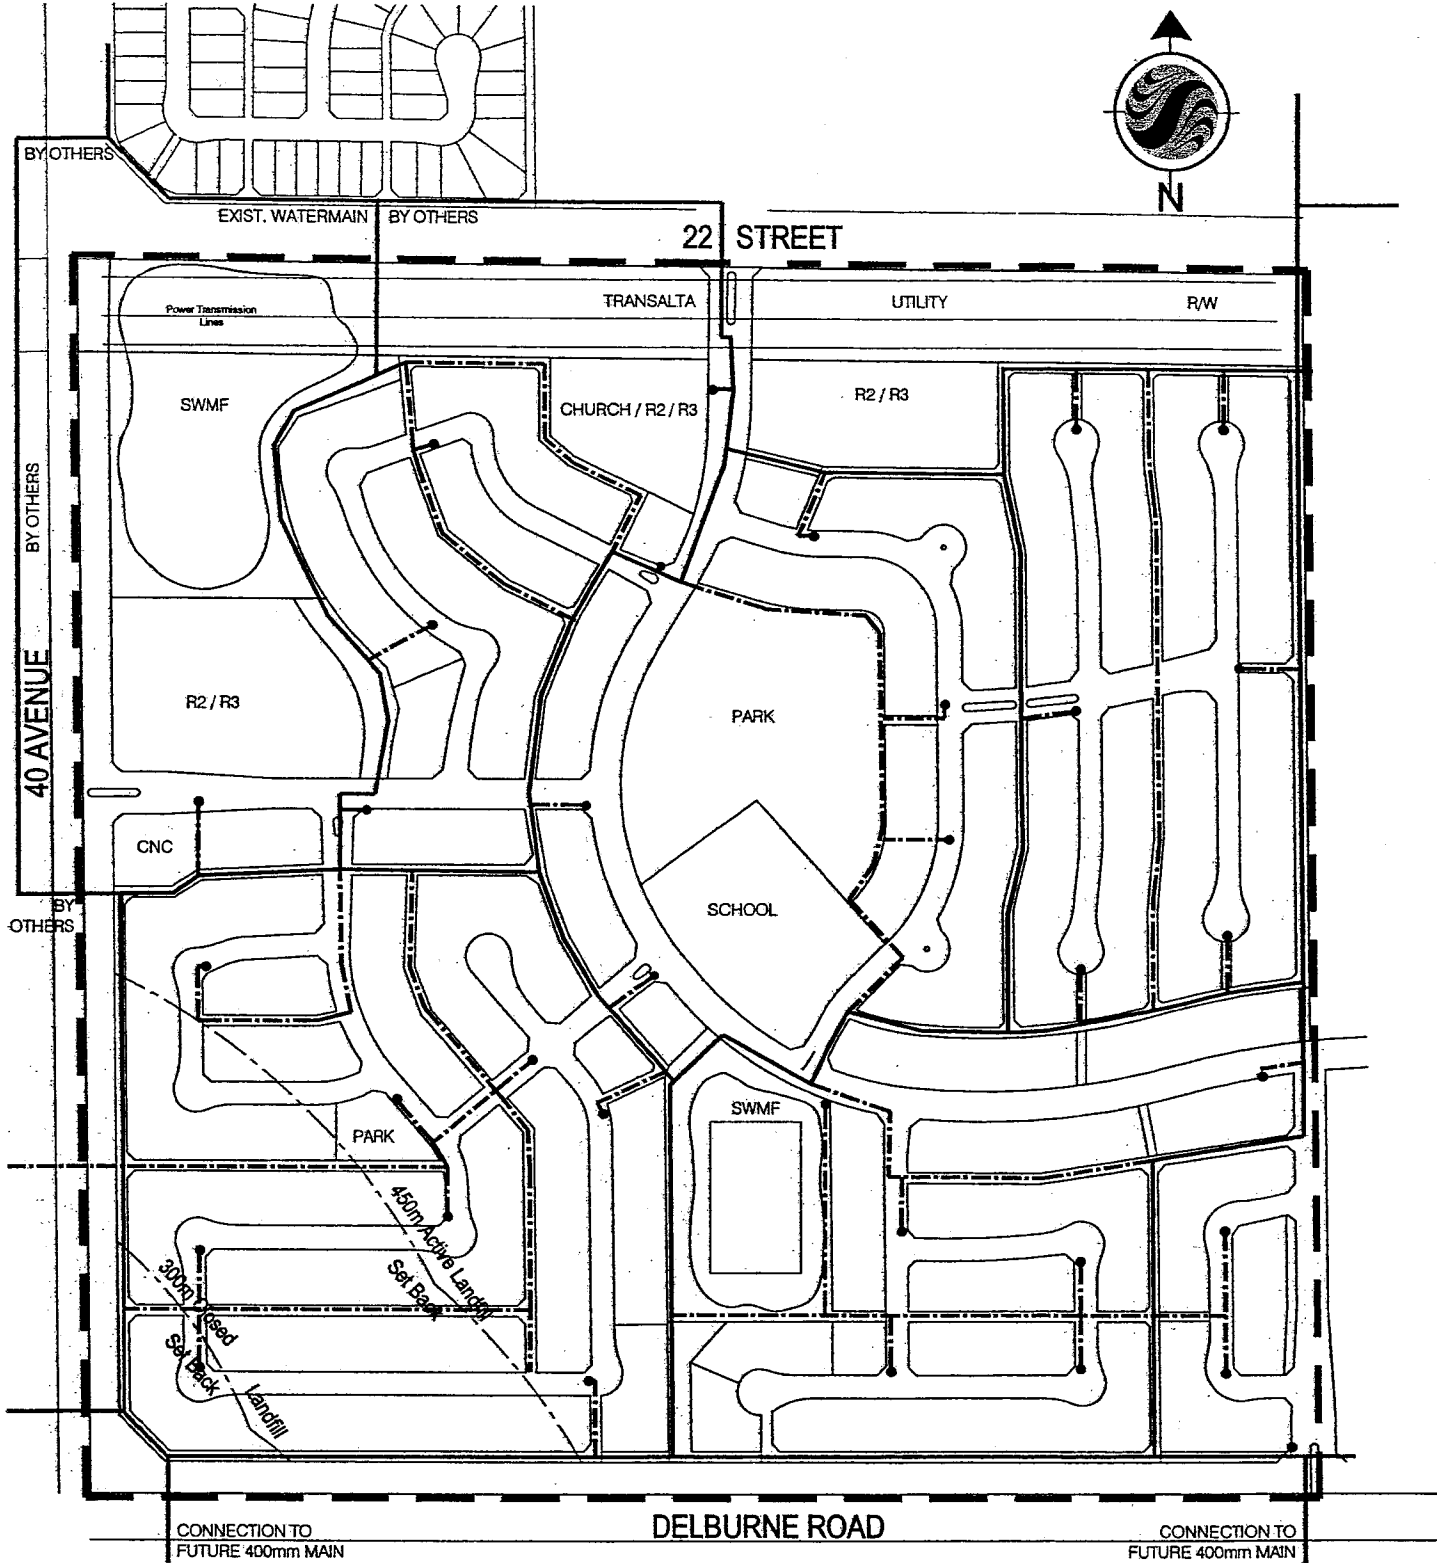 BY OTHERS
N
EXIST. WATERMAIN BY OTHERS
22 STREET
Power Transmission
Lines
TRANSALTA UTILITY R/W
SWMF
CHURCH / R2 / R3
R2 / R3
BY OTHERS
40 AVENUE
R2 / R3
PARK
CNC
SCHOOL
BY
OTHERS
SWMF
PARK
450m Active Landfill
Set Back
300m Closed
Landfill
Set Back
DELBURNE ROAD
CONNECTION TO
FUTURE 400mm MAIN
CONNECTION TO
FUTURE 400mm MAIN